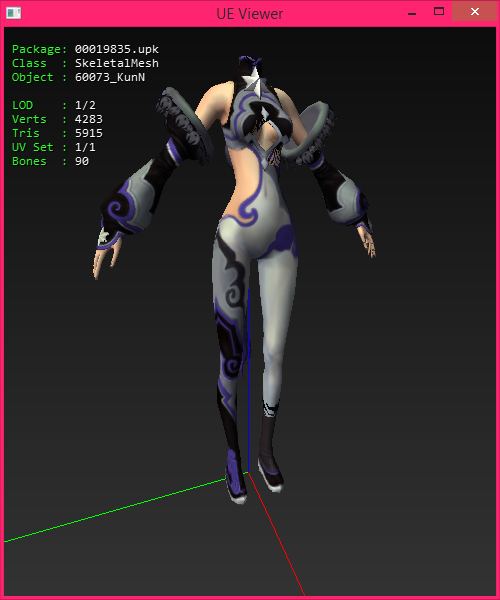 UE Viewer
Package: 00019835.upk
Class  : SkeletalMesh
Object : 60073_KunN
LOD    : 1/2
Verts  : 4283
Tris   : 5915
UV Set : 1/1
Bones  : 90